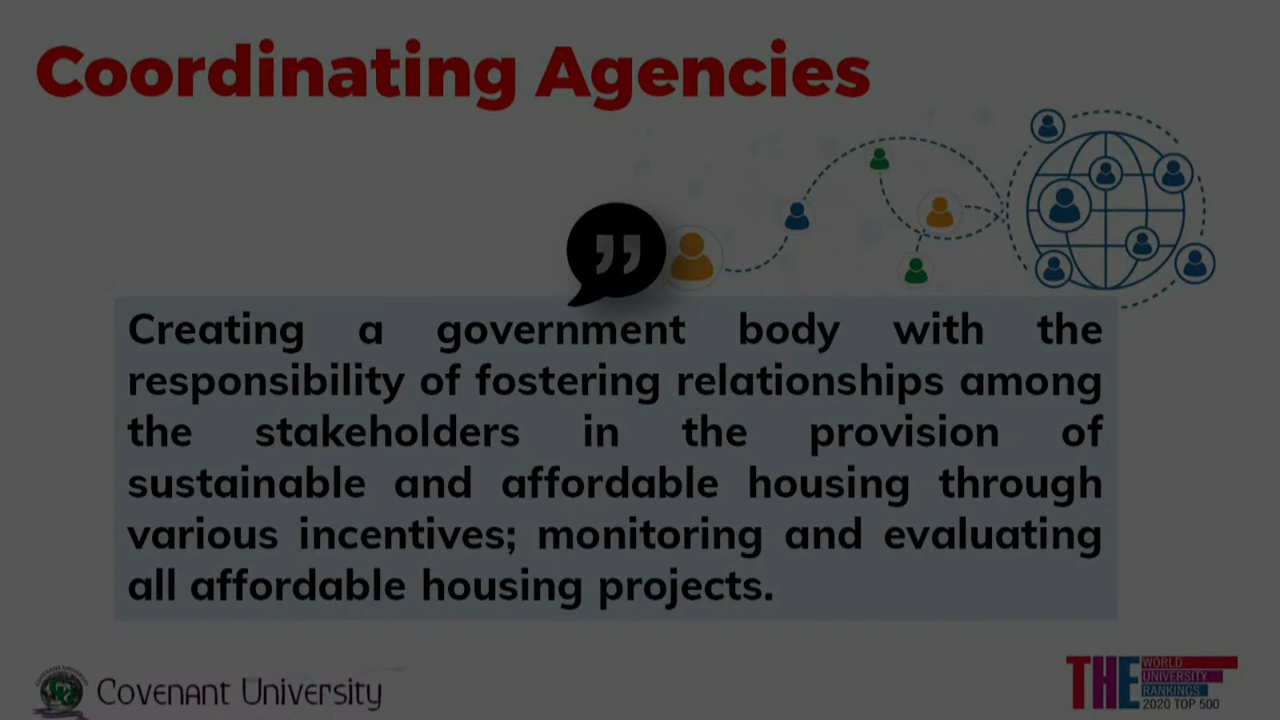 Coordinating Agencies
Creating a government body with the
responsibility of fostering relationships among
the stakeholders in the provision of
sustainable and affordable housing through
various incentives; monitoring and evaluating
all affordable housing projects.
Covenant University
THE WORLD
UNIVERSITY
RANKINGS
2020 TOP 500